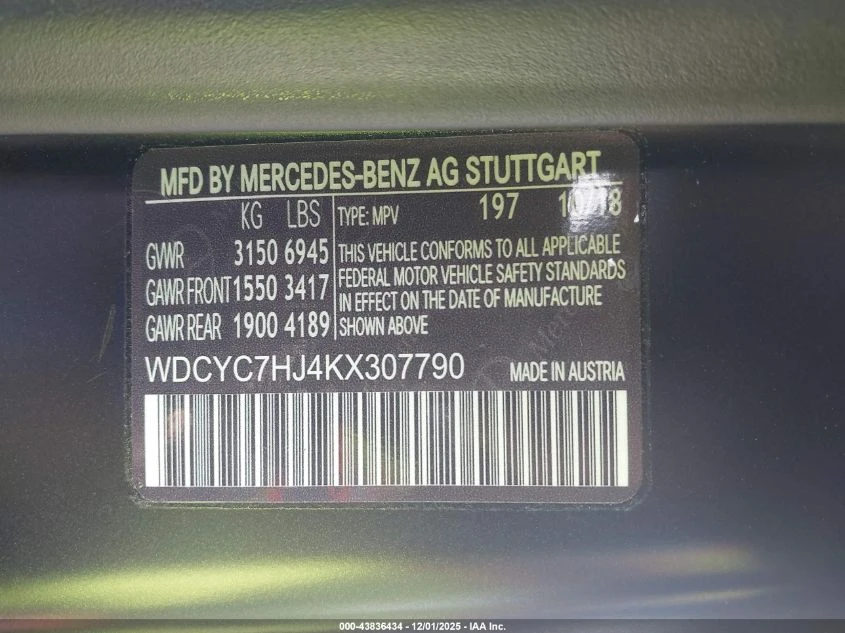 MFD BY MERCEDES-BENZ AG STUTTGART
KG LBS TYPE: MPV 197 10/18
GVWR 3150 6945 THIS VEHICLE CONFORMS TO ALL APPLICABLE
GAWR FRONT 1550 3417 FEDERAL MOTOR VEHICLE SAFETY STANDARDS
IN EFFECT ON THE DATE OF MANUFACTURE
GAWR REAR 1900 4189 SHOWN ABOVE
WDCYC7HJ4KX307790 MADE IN AUSTRIA
000-43836434 - 12/01/2025 - IAA Inc.